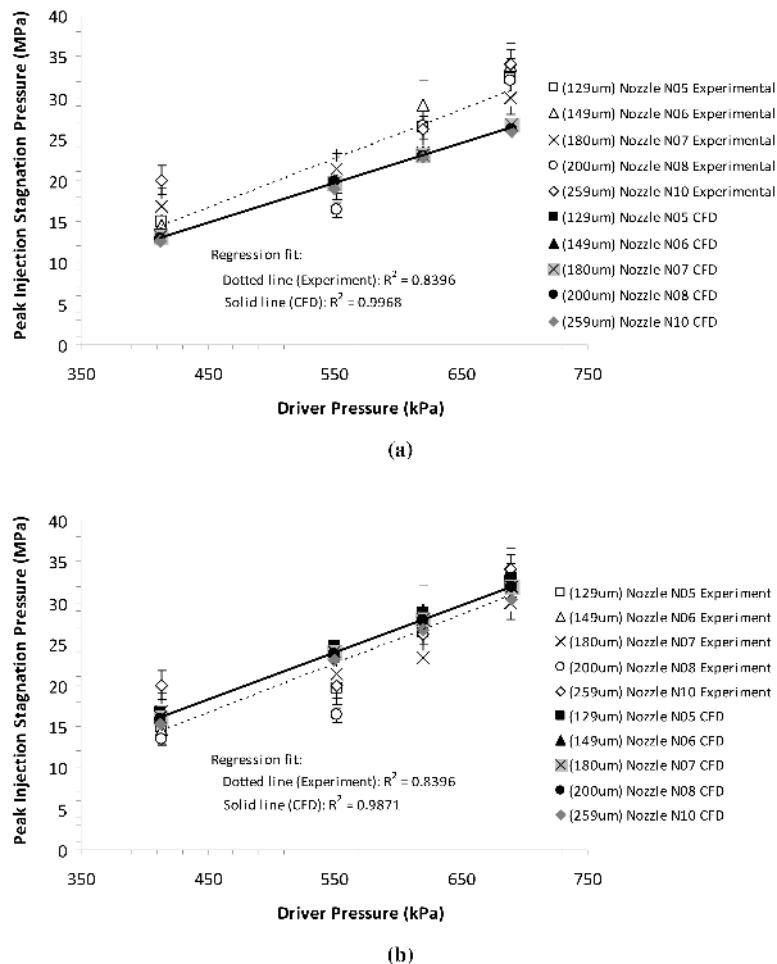 (a)
Peak Injection Stagnation Pressure (MPa)
40
35
30
25
20
15
10
5
0
350 450 550 650 750
Driver Pressure (kPa)
Regression fit:
Dotted line (Experiment): R² = 0.8396
Solid line (CFD): R² = 0.9968
(129um) Nozzle N05 Experimental
(149um) Nozzle N06 Experimental
(180um) Nozzle N07 Experimental
(200um) Nozzle N08 Experimental
(259um) Nozzle N10 Experimental
(129um) Nozzle N05 CFD
(149um) Nozzle N06 CFD
(180um) Nozzle N07 CFD
(200um) Nozzle N08 CFD
(259um) Nozzle N10 CFD
Peak Injection Stagnation Pressure (MPa)
40
35
30
25
20
15
10
5
0
350 450 550 650 750
Driver Pressure (kPa)
Regression fit:
Dotted line (Experiment): R² = 0.8396
Solid line (CFD): R² = 0.9871
(129um) Nozzle N05 Experiment
(149um) Nozzle N06 Experiment
(180um) Nozzle N07 Experiment
(200um) Nozzle N08 Experiment
(259um) Nozzle N10 Experiment
(129um) Nozzle N05 CFD
(149um) Nozzle N06 CFD
(180um) Nozzle N07 CFD
(200um) Nozzle N08 CFD
(259um) Nozzle N10 CFD
(b)